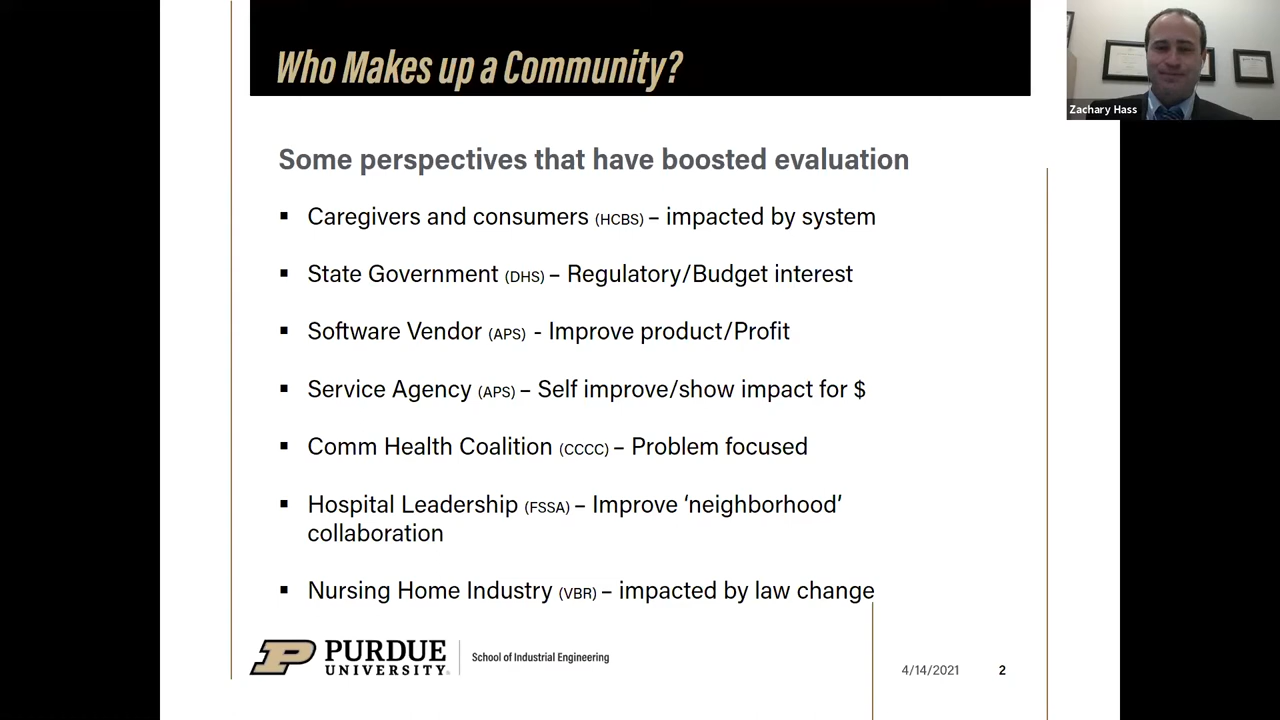 Who Makes up a Community?
Zachary Hass
Some perspectives that have boosted evaluation
▪ Caregivers and consumers (HCBS) – impacted by system
▪ State Government (DHS) – Regulatory/Budget interest
▪ Software Vendor (APS) - Improve product/Profit
▪ Service Agency (APS) – Self improve/show impact for $
▪ Comm Health Coalition (CCCC) – Problem focused
▪ Hospital Leadership (FSSA) – Improve ‘neighborhood’
collaboration
▪ Nursing Home Industry (VBR) – impacted by law change
PURDUE
UNIVERSITY.
School of Industrial Engineering
4/14/2021
2